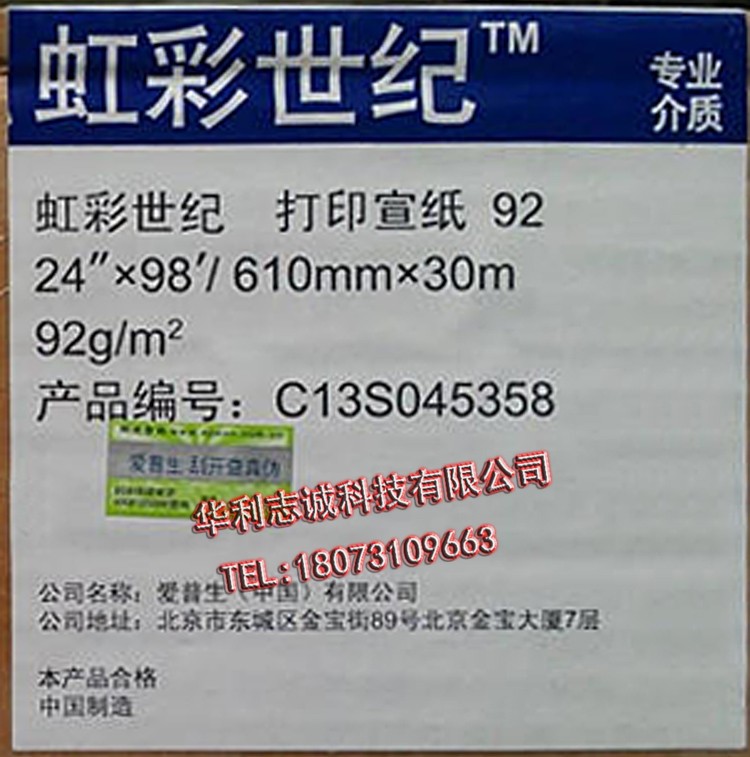 虹彩世纪™
专业
介质
虹彩世纪 打印宣纸 92
24″×98′/ 610mm×30m
92g/m²
产品编号：C13S045358
爱普生 刮开查真伪
华利志诚科技有限公司
TEL:18073109663
公司名称：爱普生（中国）有限公司
公司地址：北京市东城区金宝街89号北京金宝大厦7层
本产品合格
中国制造